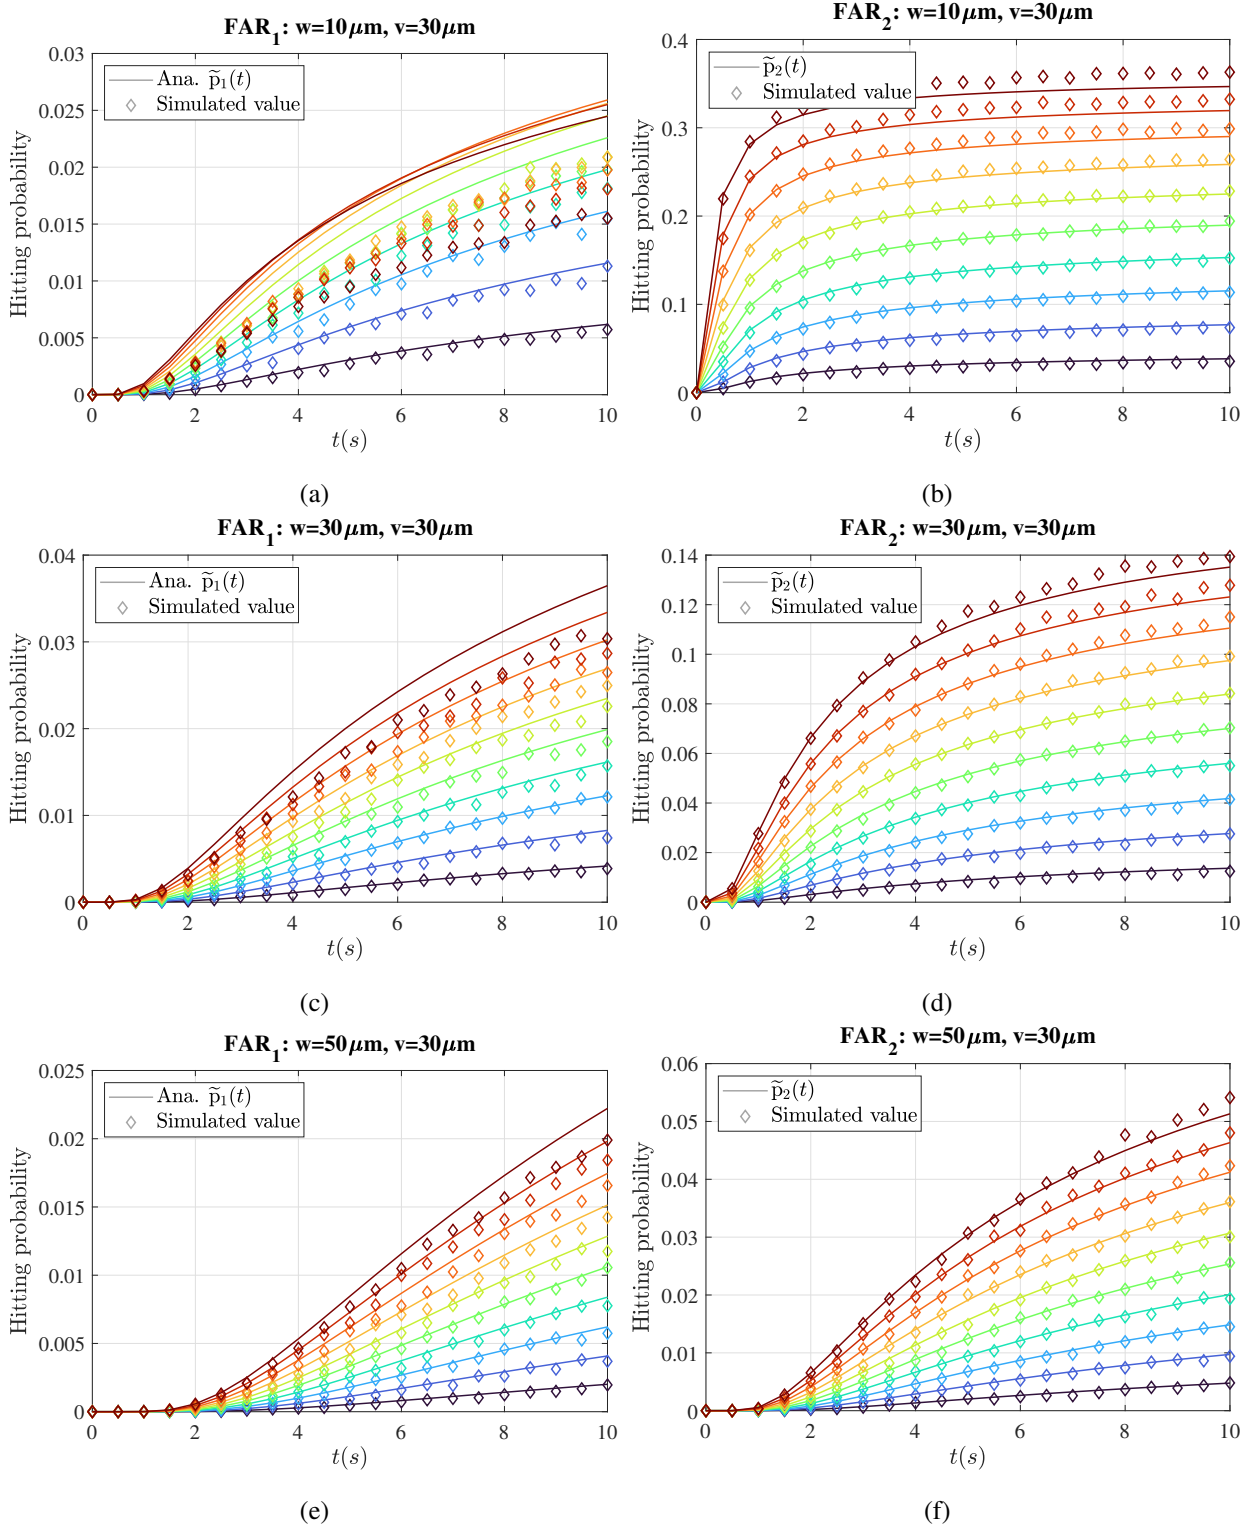 FAR₁: w=10μm, v=30μm
0.03
0.025
0.02
0.015
0.01
0.005
0
Hitting probability
Ana. p̃₁(t)
Simulated value
0 2 4 6 8 10
t(s)
(a)
FAR₂: w=10μm, v=30μm
0.4
0.3
0.2
0.1
0
Hitting probability
p̃₂(t)
Simulated value
0 2 4 6 8 10
t(s)
(b)
FAR₁: w=30μm, v=30μm
0.04
0.03
0.02
0.01
0
Hitting probability
Ana. p̃₁(t)
Simulated value
0 2 4 6 8 10
t(s)
(c)
FAR₂: w=30μm, v=30μm
0.14
0.12
0.1
0.08
0.06
0.04
0.02
0
Hitting probability
p̃₂(t)
Simulated value
0 2 4 6 8 10
t(s)
(d)
FAR₁: w=50μm, v=30μm
0.025
0.02
0.015
0.01
0.005
0
Hitting probability
Ana. p̃₁(t)
Simulated value
0 2 4 6 8 10
t(s)
(e)
FAR₂: w=50μm, v=30μm
0.06
0.05
0.04
0.03
0.02
0.01
0
Hitting probability
p̃₂(t)
Simulated value
0 2 4 6 8 10
t(s)
(f)